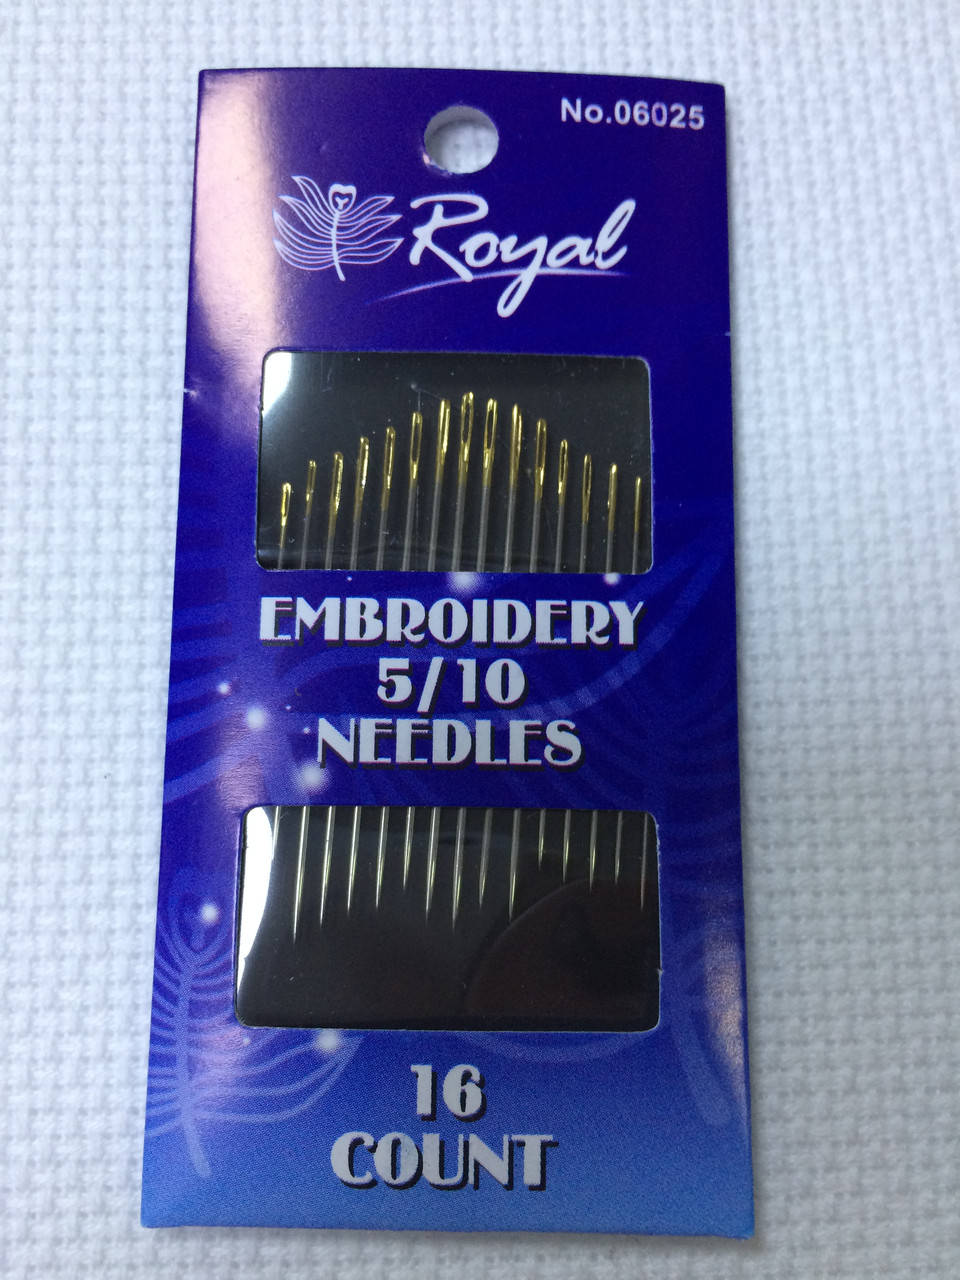 No.06025
Royal
EMBROIDERY
5/10
NEEDLES
16
COUNT